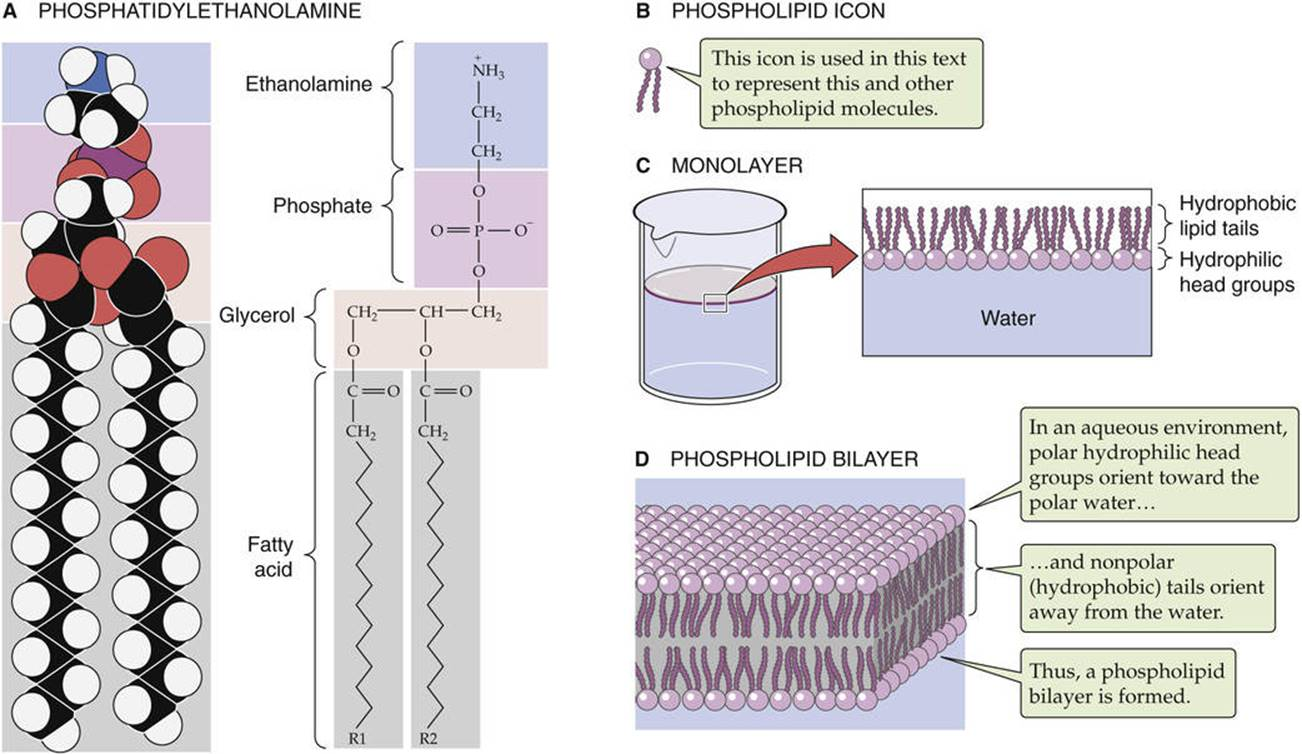 A PHOSPHATIDYLETHANOLAMINE
Ethanolamine
Phosphate
Glycerol
Fatty
acid
+
NH₃
CH₂
CH₂
O
O=P—O⁻
O
CH₂—CH—CH₂
O O
C=O C=O
CH₂ CH₂
R1 R2
B PHOSPHOLIPID ICON
This icon is used in this text
to represent this and other
phospholipid molecules.
C MONOLAYER
Hydrophobic
lipid tails
Hydrophilic
head groups
Water
D PHOSPHOLIPID BILAYER
In an aqueous environment,
polar hydrophilic head
groups orient toward the
polar water…
…and nonpolar
(hydrophobic) tails orient
away from the water.
Thus, a phospholipid
bilayer is formed.